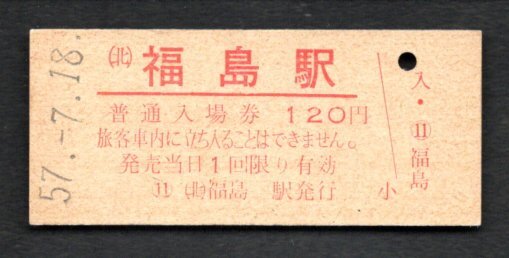 57.-7.18
㋥福島駅
普通入場券 120円
旅客車内に立ち入ることはできません。
発売当日1回限り有効
⑪ ㋥福島 駅発行 小
入・⑪福島